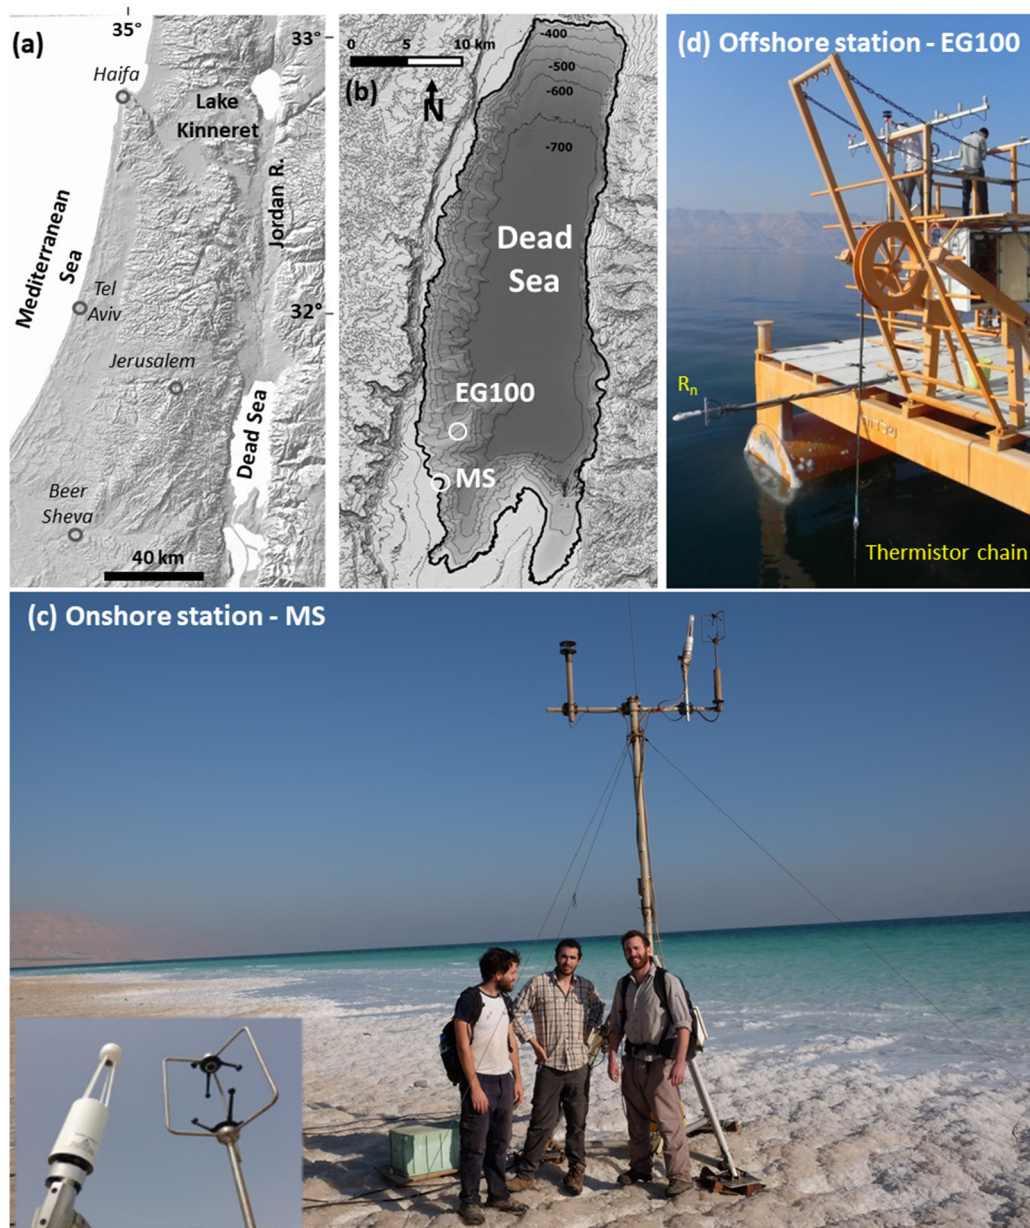 (a)
35°
33°
Haifa
Lake
Kinneret
Jordan R.
Mediterranean
Sea
Tel
Aviv
32°
Jerusalem
Dead Sea
Beer
Sheva
40 km
0 5 10 km
(b)
N
-400
-500
-600
-700
Dead
Sea
EG100
MS
(d) Offshore station - EG100
Rn
Thermistor chain
(c) Onshore station - MS